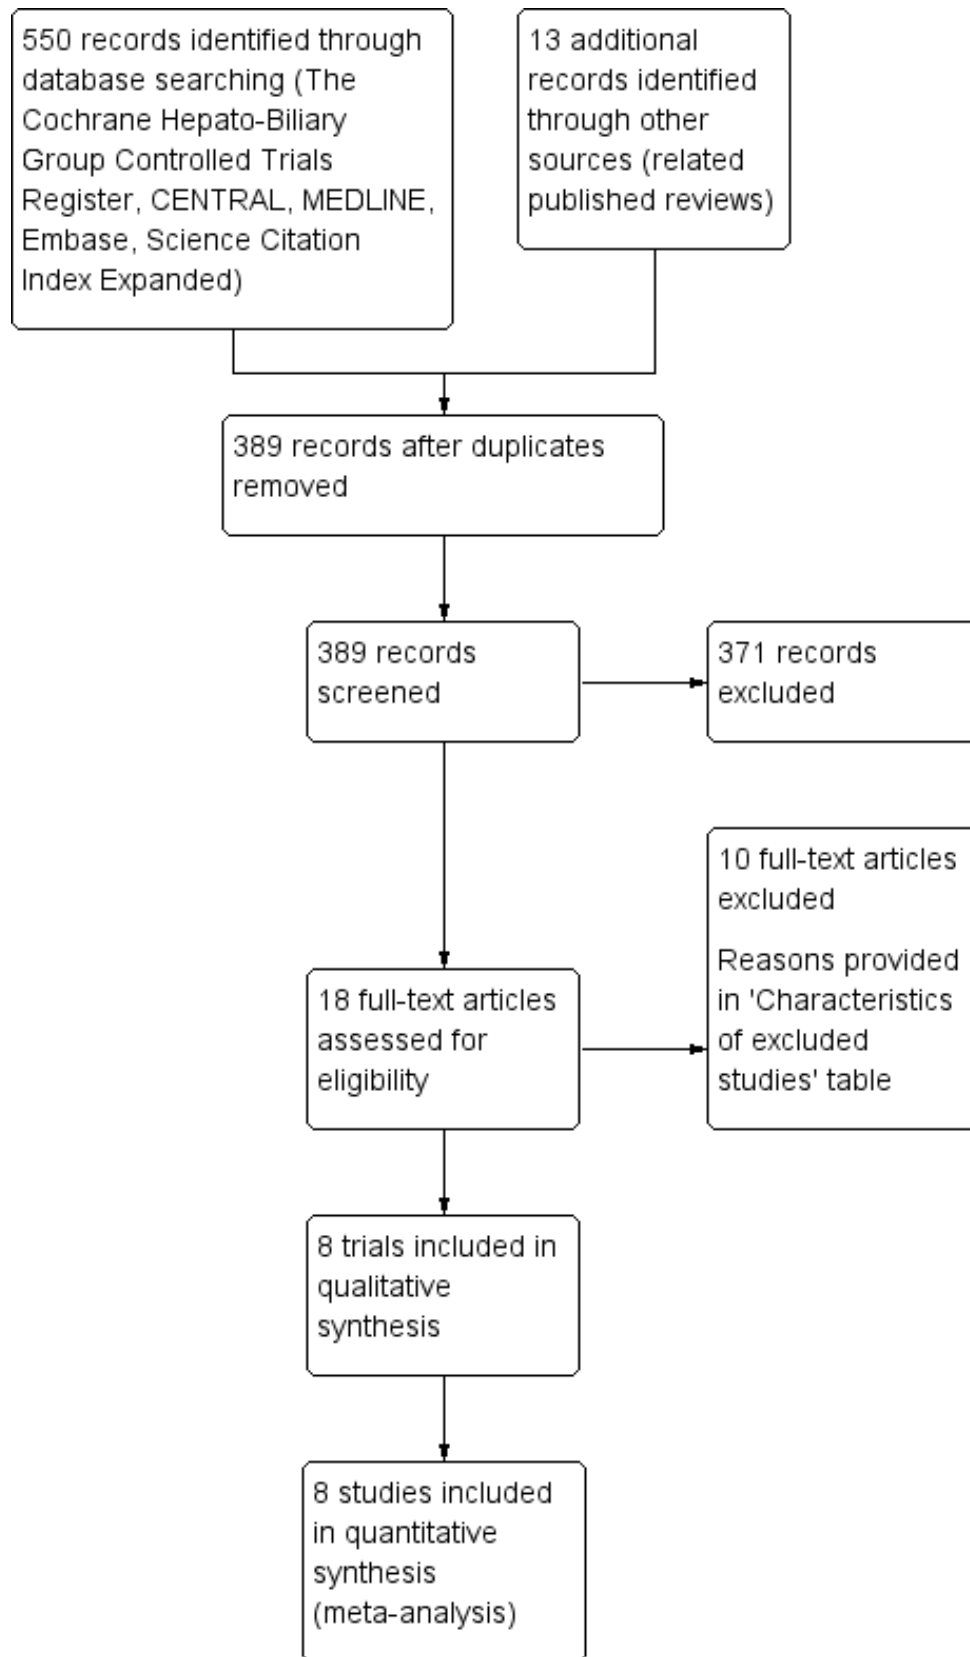 550 records identified through
database searching (The
Cochrane Hepato-Biliary
Group Controlled Trials
Register, CENTRAL, MEDLINE,
Embase, Science Citation
Index Expanded)
13 additional
records identified
through other
sources (related
published reviews)
389 records after duplicates
removed
389 records
screened
371 records
excluded
10 full-text articles
excluded
Reasons provided
in 'Characteristics
of excluded
studies' table
18 full-text articles
assessed for
eligibility
8 trials included in
qualitative
synthesis
8 studies included
in quantitative
synthesis
(meta-analysis)